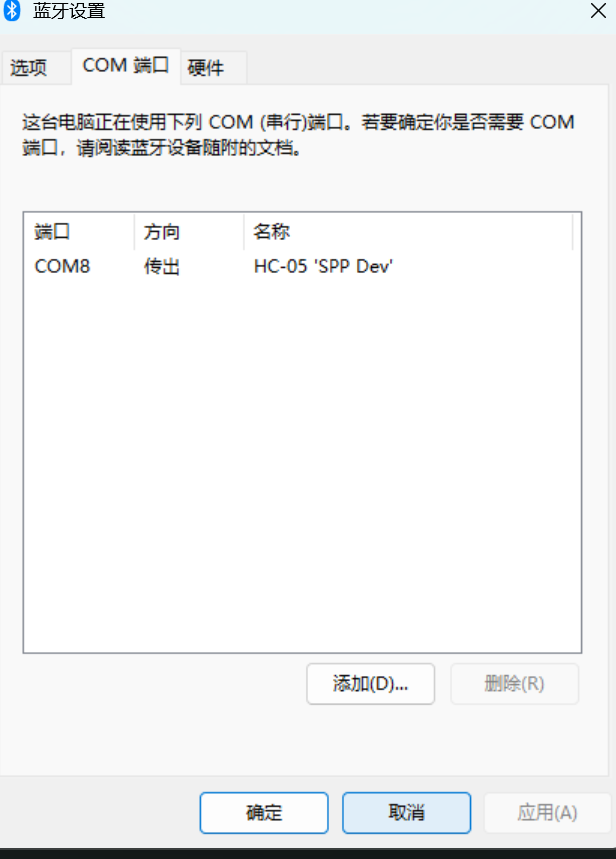 蓝牙设置
选项 COM 端口 硬件
这台电脑正在使用下列 COM (串行)端口。若要确定你是否需要 COM
端口，请阅读蓝牙设备随附的文档。
端口 方向 名称
COM8 传出 HC-05 'SPP Dev'
添加(D)... 删除(R)
确定 取消 应用(A)